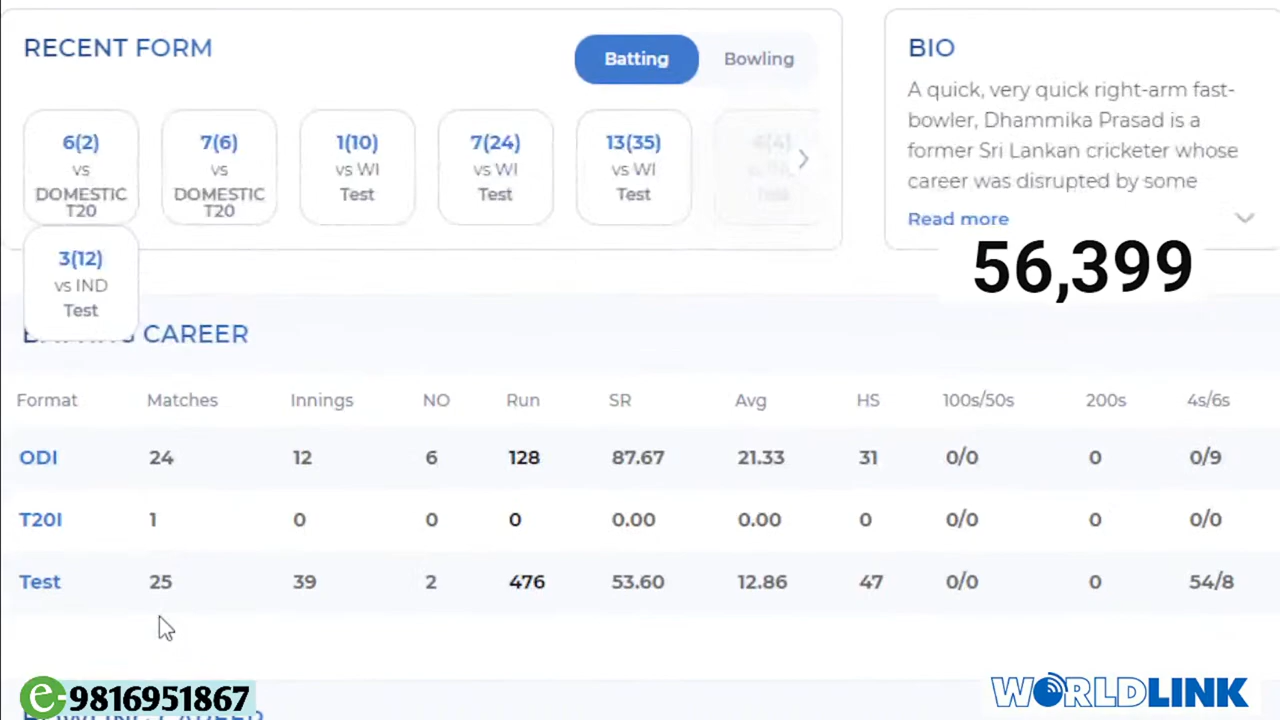 RECENT FORM
Batting
Bowling
6(2)
vs
DOMESTIC
T20
7(6)
vs
DOMESTIC
T20
1(10)
vs WI
Test
7(24)
vs WI
Test
13(35)
vs WI
Test
3(12)
vs IND
Test
BIO
A quick, very quick right-arm fast-
bowler, Dhammika Prasad is a
former Sri Lankan cricketer whose
career was disrupted by some
Read more
56,399
CAREER
Format Matches Innings NO Run SR Avg HS 100s/50s 200s 4s/6s
ODI 24 12 6 128 87.67 21.33 31 0/0 0 0/9
T20I 1 0 0 0 0.00 0.00 0 0/0 0 0/0
Test 25 39 2 476 53.60 12.86 47 0/0 0 54/8
e-9816951867
WORLDLINK